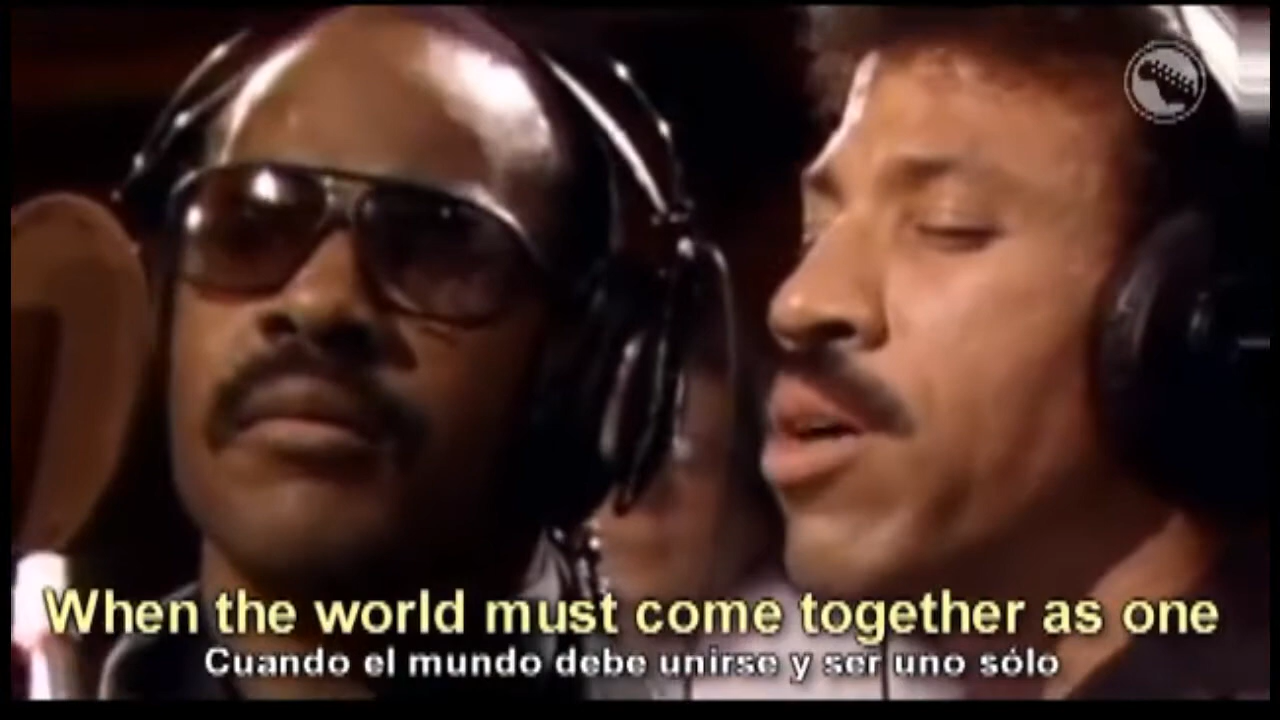 When the world must come together as one
Cuando el mundo debe unirse y ser uno sólo